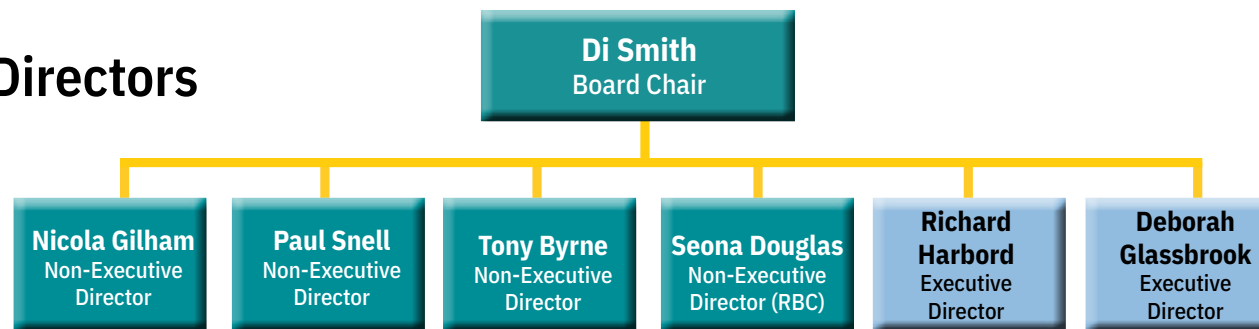 Directors
Di Smith
Board Chair
Nicola Gilham
Non-Executive
Director
Paul Snell
Non-Executive
Director
Tony Byrne
Non-Executive
Director
Seona Douglas
Non-Executive
Director (RBC)
Richard
Harbord
Executive
Director
Deborah
Glassbrook
Executive
Director